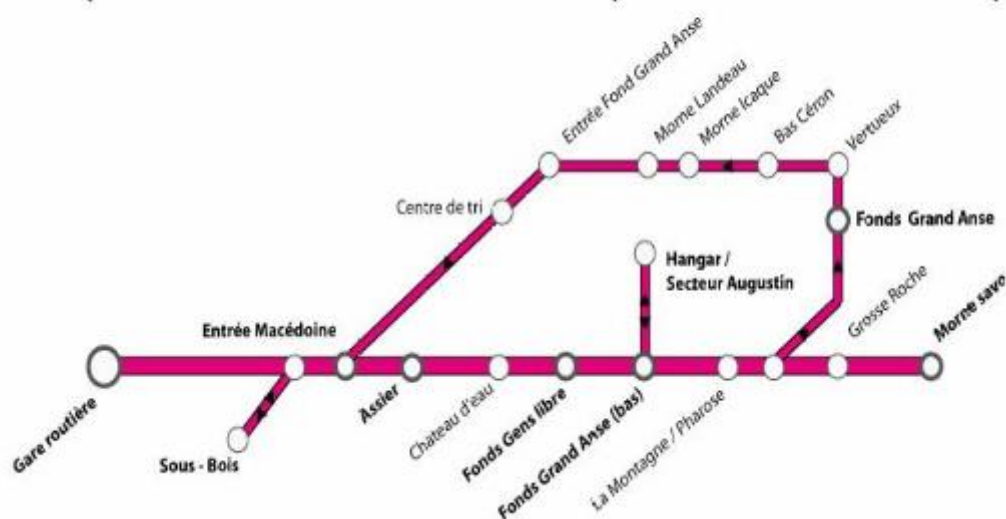 Entrée Fond Grand Anse
Morne Landeau
Morne Icaque
Bas Céron
Vertueux
Centre de tri
Fonds Grand Anse
Hangar /
Secteur Augustin
Grosse Roche
Morne savo
Entrée Macédoine
Gare routière
Sous - Bois
Assier
Chateau d'eau
Fonds Gens libre
Fonds Grand Anse (bas)
La Montagne / Pharose